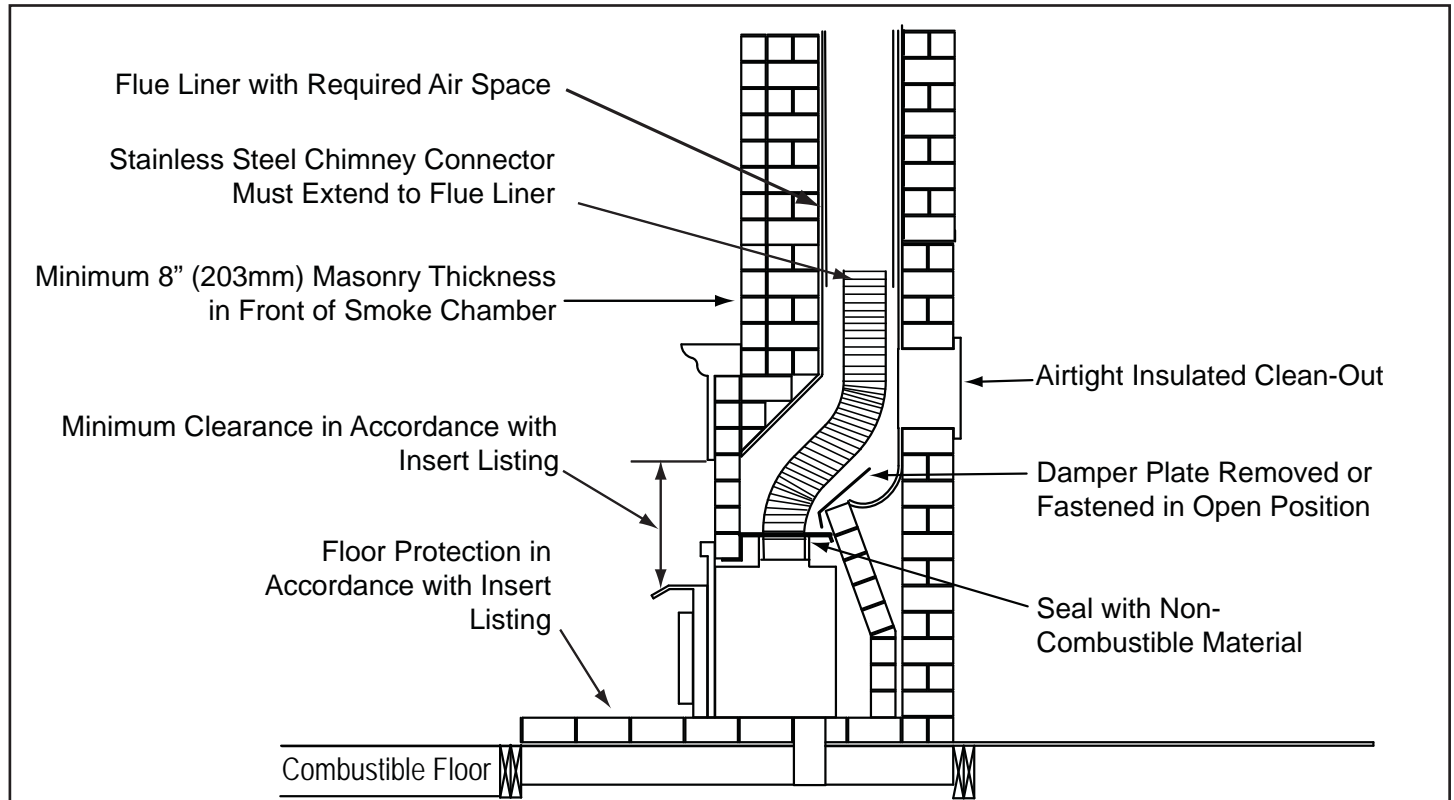 Flue Liner with Required Air Space
Stainless Steel Chimney Connector
Must Extend to Flue Liner
Minimum 8” (203mm) Masonry Thickness
in Front of Smoke Chamber
Minimum Clearance in Accordance with
Insert Listing
Floor Protection in
Accordance with Insert
Listing
Combustible Floor
Airtight Insulated Clean-Out
Damper Plate Removed or
Fastened in Open Position
Seal with Non-
Combustible Material